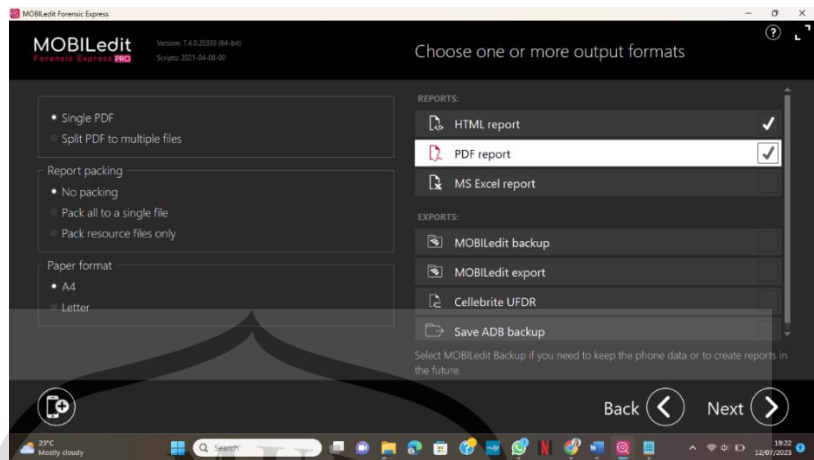 MOBILedit Forensic Express
MOBILedit
Forensic Express PRO
Version: 7.4.0.20393 (64-bit)
Scripts: 2021-04-08-00
Choose one or more output formats
Single PDF
Split PDF to multiple files
Report packing
No packing
Pack all to a single file
Pack resource files only
Paper format
A4
Letter
REPORTS:
HTML report
PDF report
MS Excel report
EXPORTS:
MOBILedit backup
MOBILedit export
Cellebrite UFDR
Save ADB backup
Select MOBILedit Backup if you need to keep the phone data or to create reports in
the future.
Back
Next
23°C
Mostly cloudy
Search
19:22
12/07/2023